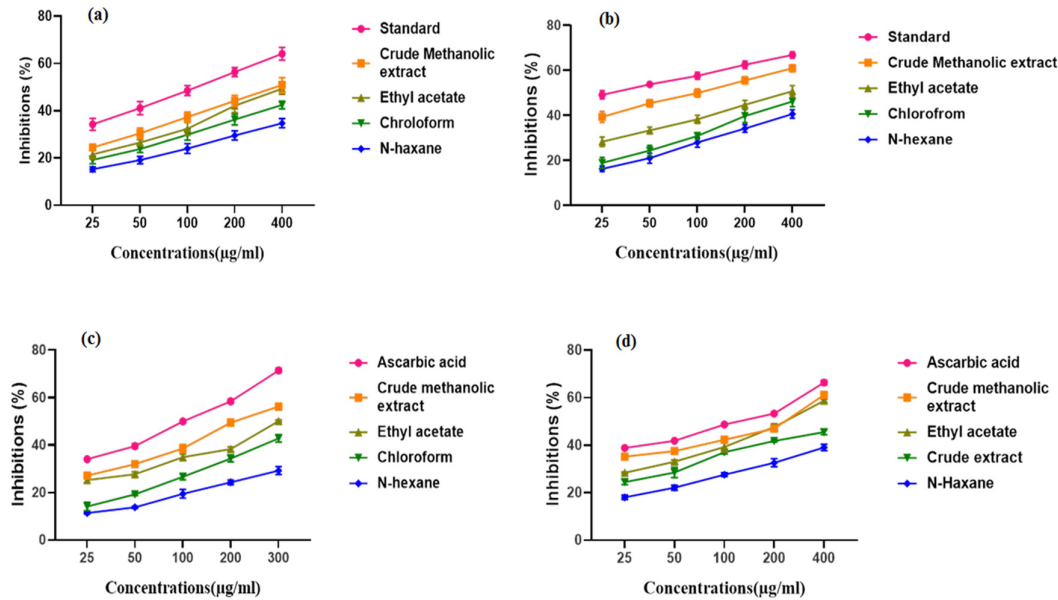 (a)
80
60
40
20
0
Inhibitions (%)
25 50 100 200 400
Concentrations(µg/ml)
Standard
Crude Methanolic
extract
Ethyl acetate
Chroloform
N-haxane
(b)
80
60
40
20
0
Inhibitions (%)
25 50 100 200 400
Concentrations(µg/ml)
Standard
Crude Methanolic extract
Ethyl acetate
Chlorofrom
N-hexane
(c)
80
60
40
20
0
Inhibitions (%)
25 50 100 200 300
Concentrations(µg/ml)
Ascarbic acid
Crude methanolic
extract
Ethyl acetate
Chloroform
N-hexane
(d)
80
60
40
20
0
Inhibitions (%)
25 50 100 200 400
Concentrations(µg/ml)
Ascarbic acid
Crude methanolic
extract
Ethyl acetate
Crude extract
N-Haxane